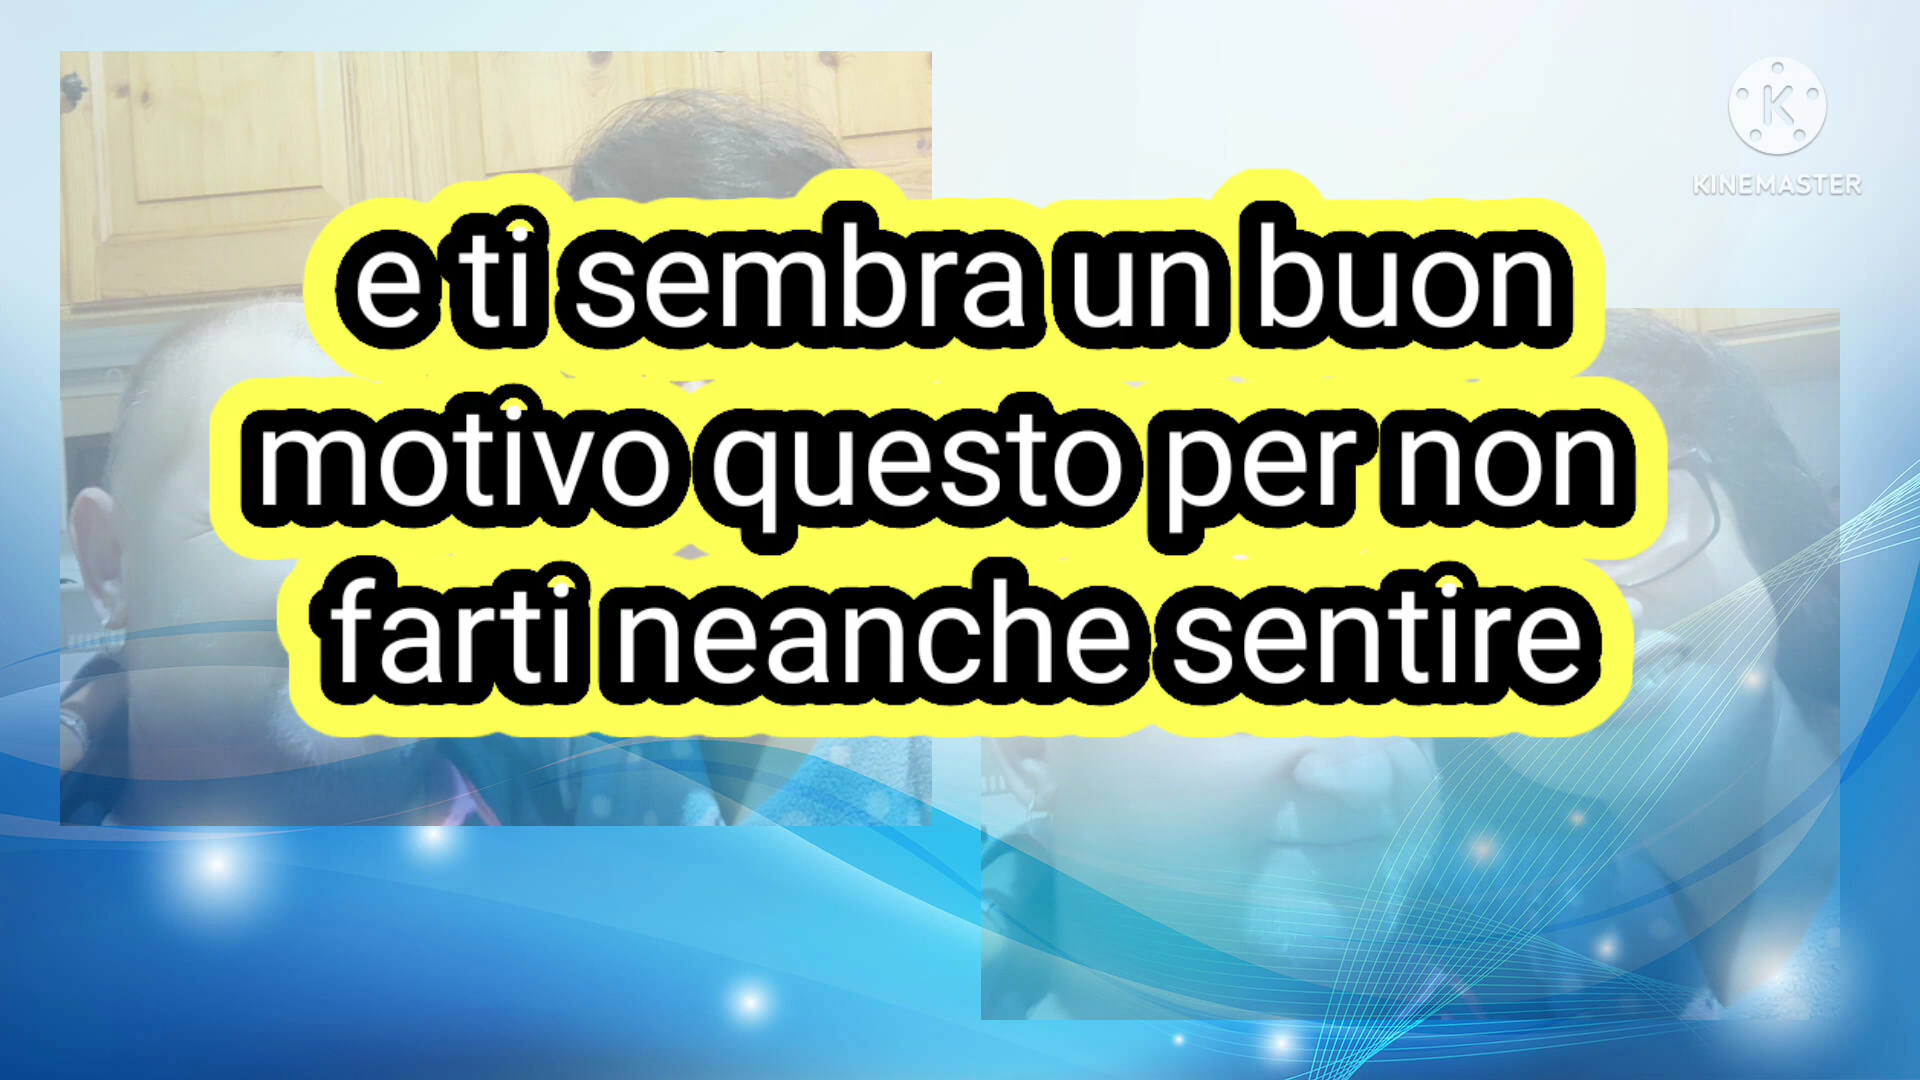 KINEMASTER
e ti sembra un buon
motivo questo per non
farti neanche sentire